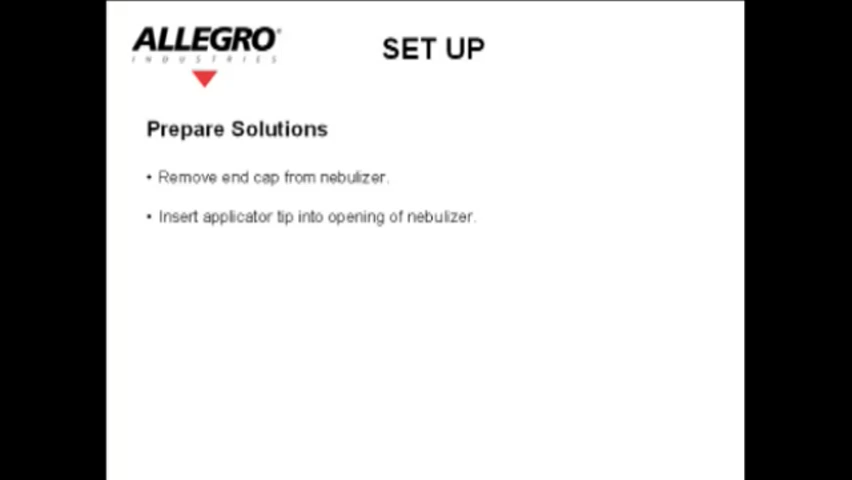 ALLEGRO®
INDUSTRIES
SET UP
Prepare Solutions
• Remove end cap from nebulizer.
• Insert applicator tip into opening of nebulizer.